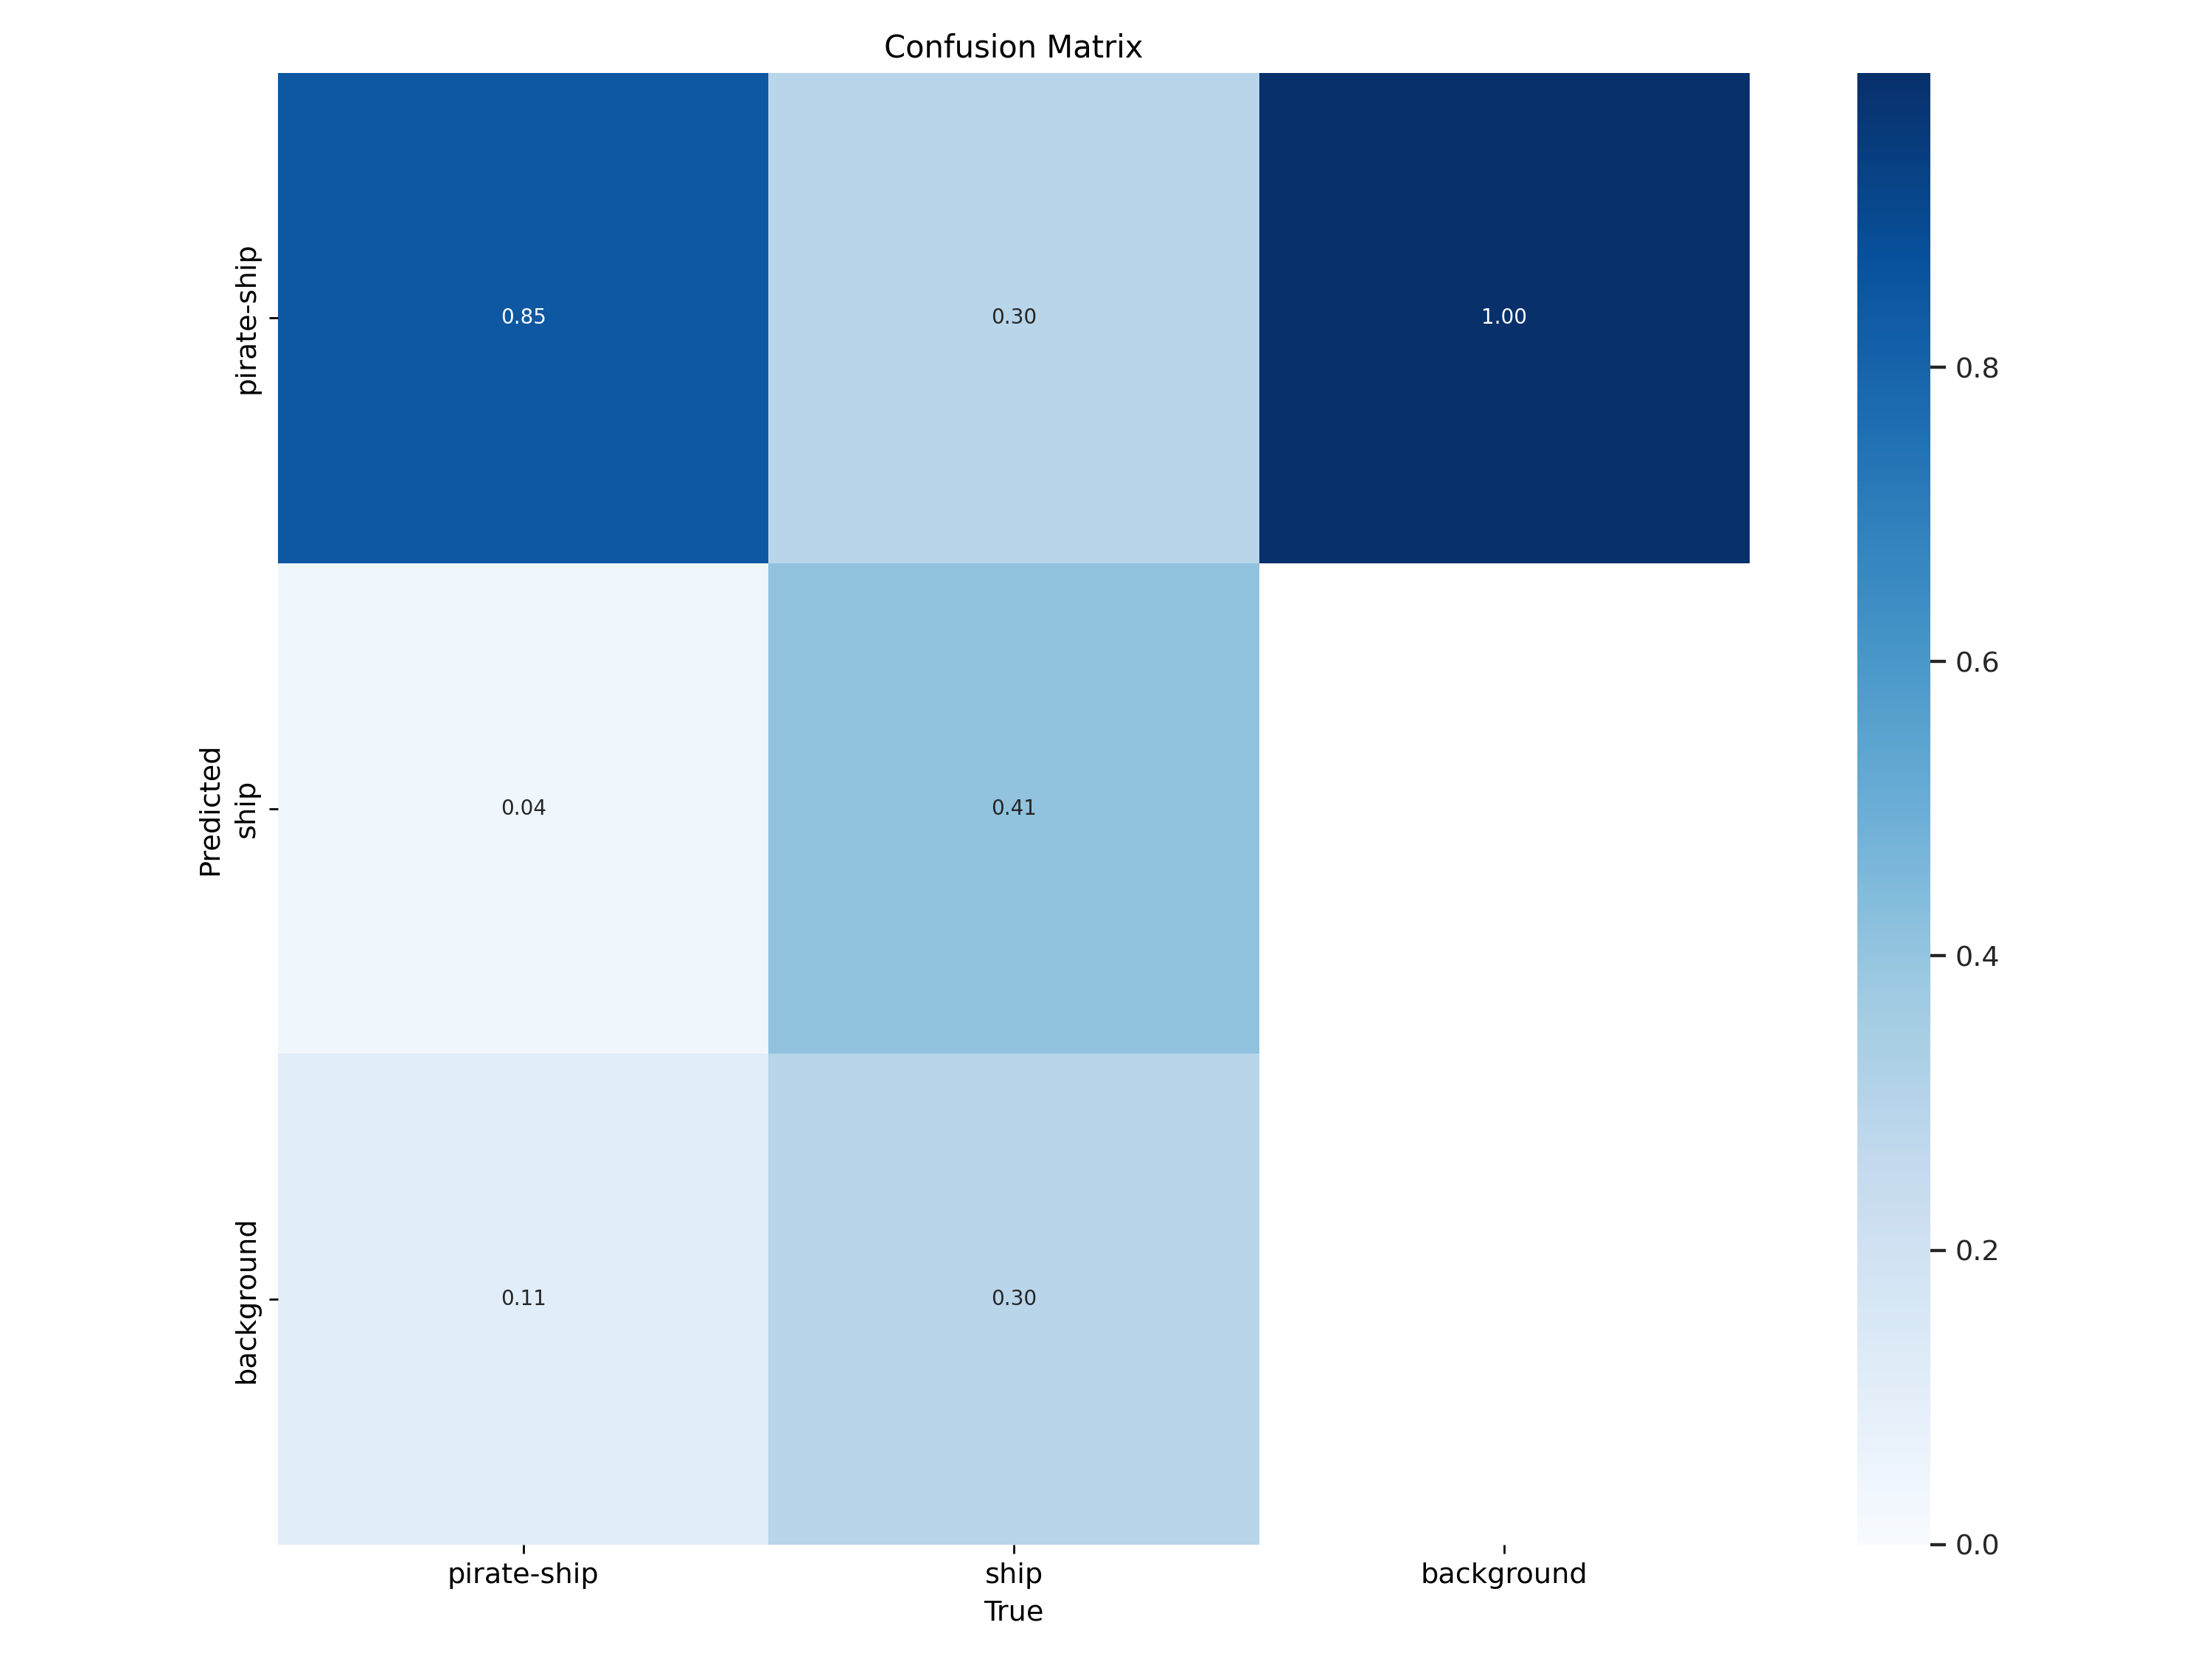 Confusion Matrix
pirate-ship
0.85
0.30
1.00
0.8
0.6
Predicted
ship
0.04
0.41
0.4
background
0.11
0.30
0.2
0.0
pirate-ship
ship
background
True